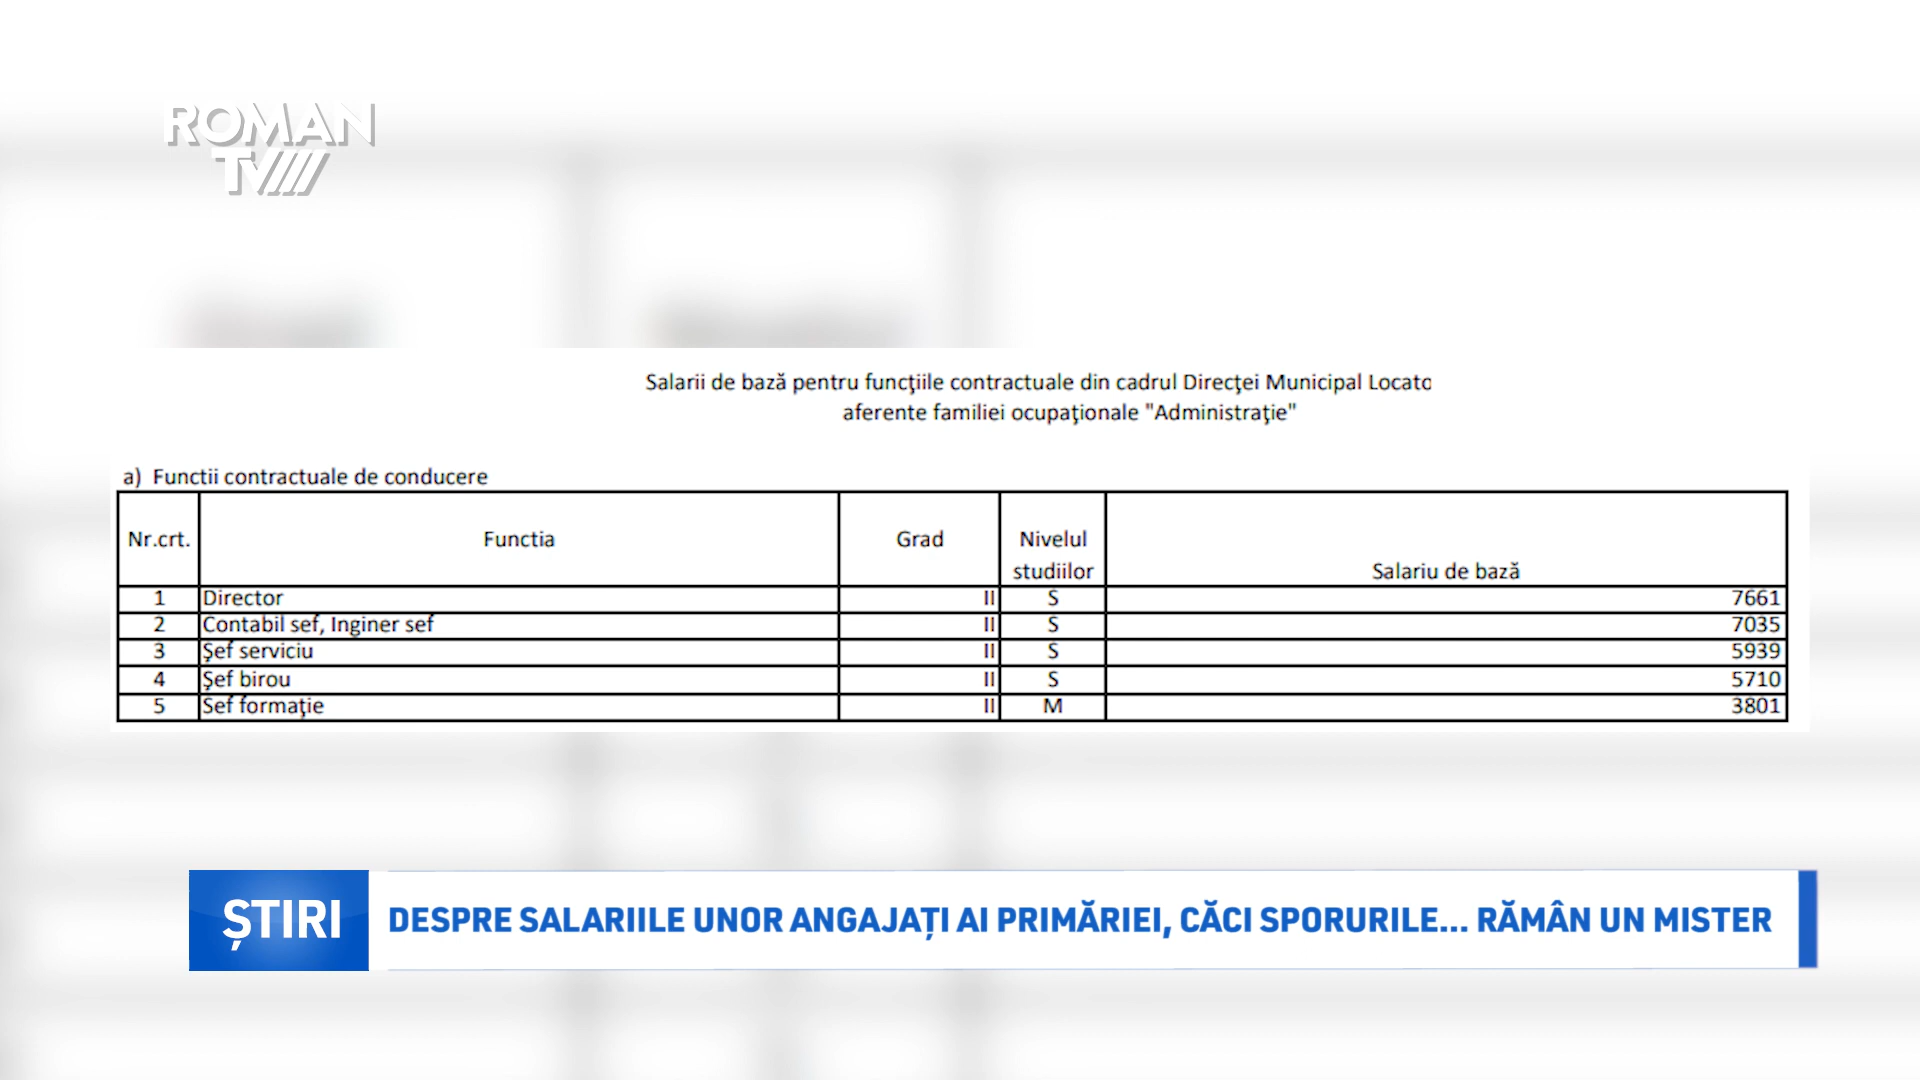 ROMAN
TV
Salarii de bază pentru funcţiile contractuale din cadrul Direcţei Municipal Locato
aferente familiei ocupaţionale "Administraţie"
a) Functii contractuale de conducere
Nr.crt. Functia Grad Nivelul studiilor Salariu de bază
1 Director II S 7661
2 Contabil sef, Inginer sef II S 7035
3 Şef serviciu II S 5939
4 Şef birou II S 5710
5 Sef formaţie II M 3801
ȘTIRI DESPRE SALARIILE UNOR ANGAJAȚI AI PRIMĂRIEI, CĂCI SPORURILE... RĂMÂN UN MISTER